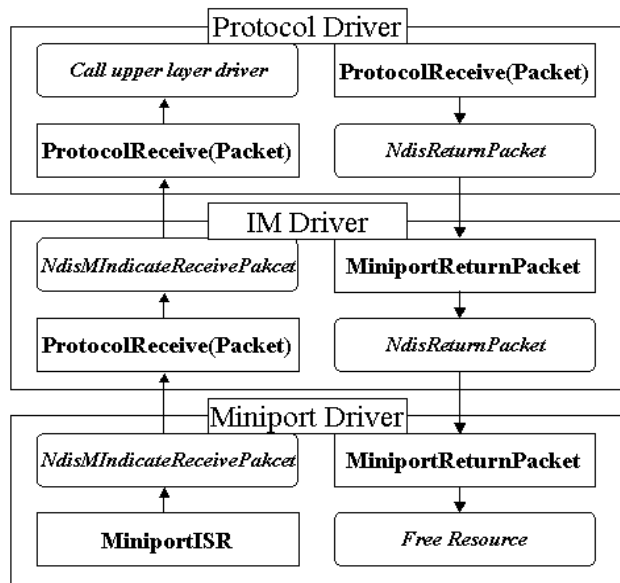 Protocol Driver
Call upper layer driver
ProtocolReceive(Packet)
ProtocolReceive(Packet)
NdisReturnPacket
IM Driver
NdisMIndicateReceivePakcet
MiniportReturnPacket
ProtocolReceive(Packet)
NdisReturnPacket
Miniport Driver
NdisMIndicateReceivePakcet
MiniportReturnPacket
MiniportISR
Free Resource